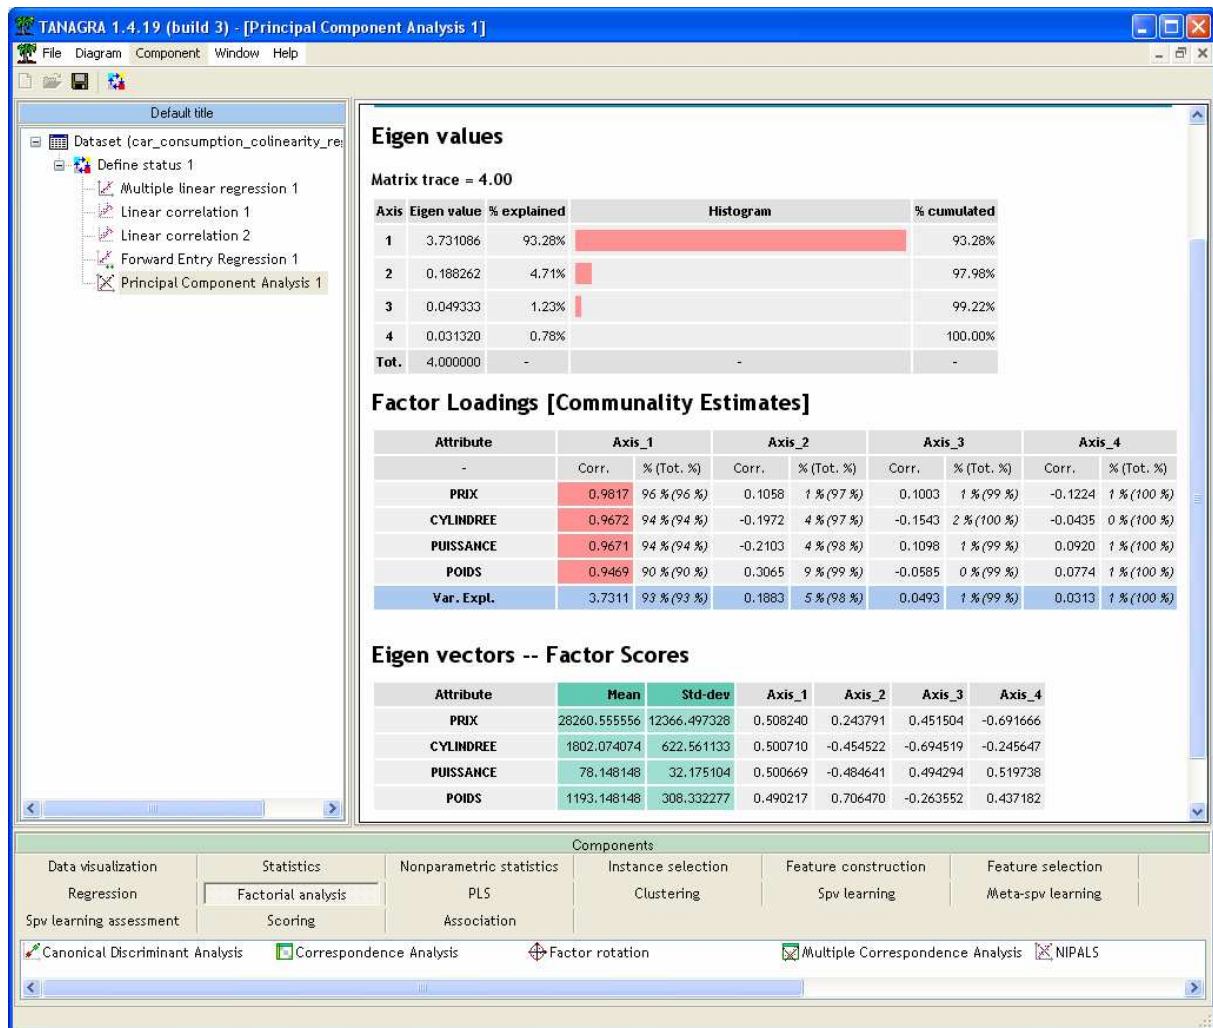 TANAGRA 1.4.19 (build 3) - [Principal Component Analysis 1]
File Diagram Component Window Help
Default title
Dataset (car_consumption_colinearity_re
Define status 1
Multiple linear regression 1
Linear correlation 1
Linear correlation 2
Forward Entry Regression 1
Principal Component Analysis 1
Eigen values
Matrix trace = 4.00
Axis Eigen value % explained Histogram % cumulated
1 3.731086 93.28% 93.28%
2 0.188262 4.71% 97.98%
3 0.049333 1.23% 99.22%
4 0.031320 0.78% 100.00%
Tot. 4.000000 - - -
Factor Loadings [Communality Estimates]
Attribute Axis_1 Axis_2 Axis_3 Axis_4
- Corr. % (Tot. %) Corr. % (Tot. %) Corr. % (Tot. %) Corr. % (Tot. %)
PRIX 0.9817 96 % (96 %) 0.1058 1 % (97 %) 0.1003 1 % (99 %) -0.1224 1 % (100 %)
CYLINDREE 0.9672 94 % (94 %) -0.1972 4 % (97 %) -0.1543 2 % (100 %) -0.0435 0 % (100 %)
PUISSANCE 0.9671 94 % (94 %) -0.2103 4 % (98 %) 0.1098 1 % (99 %) 0.0920 1 % (100 %)
POIDS 0.9469 90 % (90 %) 0.3065 9 % (99 %) -0.0585 0 % (99 %) 0.0774 1 % (100 %)
Var. Expl. 3.7311 93 % (93 %) 0.1883 5 % (98 %) 0.0493 1 % (99 %) 0.0313 1 % (100 %)
Eigen vectors -- Factor Scores
Attribute Mean Std-dev Axis_1 Axis_2 Axis_3 Axis_4
PRIX 28260.555556 12366.497328 0.508240 0.243791 0.451504 -0.691666
CYLINDREE 1802.074074 622.561133 0.500710 -0.454522 -0.694519 -0.245647
PUISSANCE 78.148148 32.175104 0.500669 -0.484641 0.494294 0.519738
POIDS 1193.148148 308.332277 0.490217 0.706470 -0.263552 0.437182
Components
Data visualization Statistics Nonparametric statistics Instance selection Feature construction Feature selection
Regression Factorial analysis PLS Clustering Spv learning Meta-spv learning
Spv learning assessment Scoring Association
Canonical Discriminant Analysis Correspondence Analysis Factor rotation Multiple Correspondence Analysis NIPALS